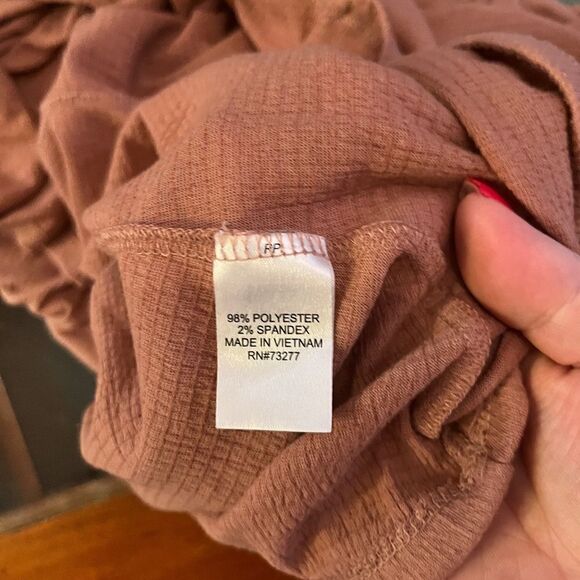 PP
98% POLYESTER
2% SPANDEX
MADE IN VIETNAM
RN#73277